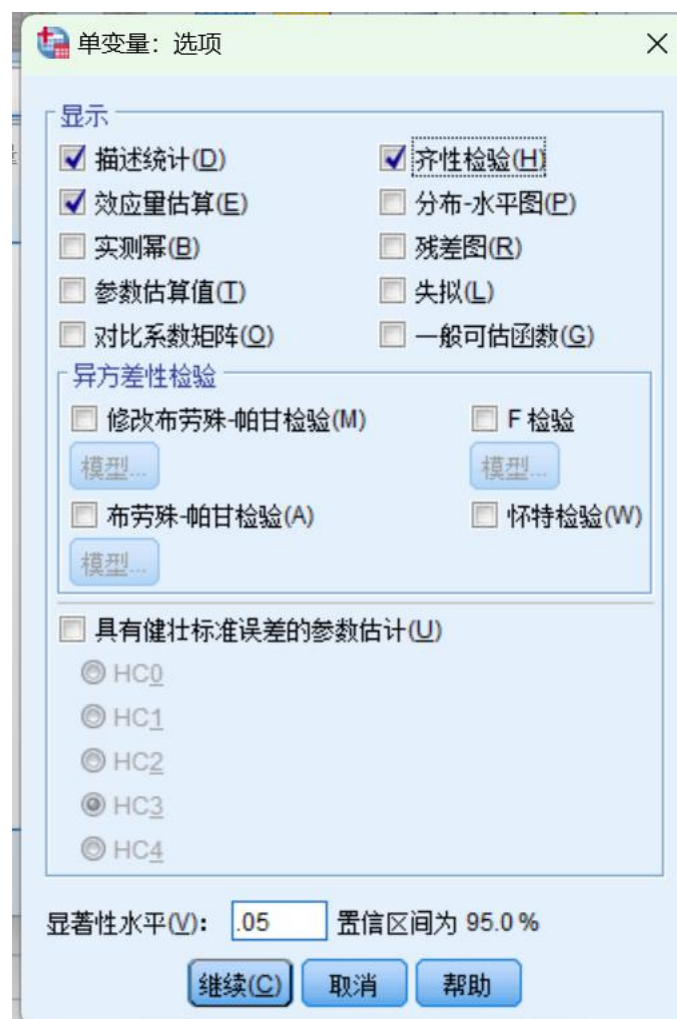 单变量：选项
显示
描述统计(D) 齐性检验(H)
效应量估算(E) 分布-水平图(P)
实测幂(B) 残差图(R)
参数估算值(T) 失拟(L)
对比系数矩阵(O) 一般可估函数(G)
异方差性检验
修改布劳殊-帕甘检验(M) F 检验
模型... 模型...
布劳殊-帕甘检验(A) 怀特检验(W)
模型...
具有健壮标准误差的参数估计(U)
HC0
HC1
HC2
HC3
HC4
显著性水平(V)： .05 置信区间为 95.0 %
继续(C) 取消 帮助